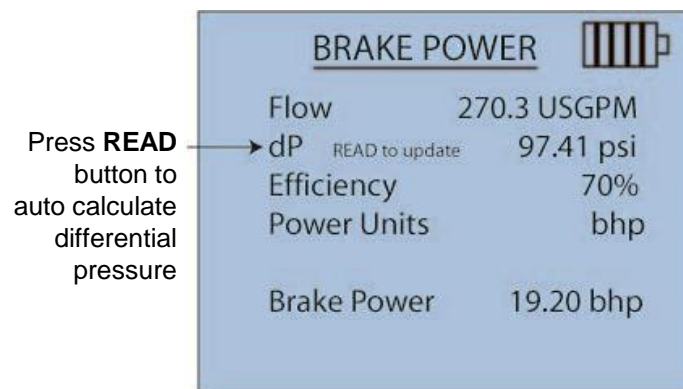 BRAKE POWER
Flow 270.3 USGPM
Press READ
button to
auto calculate
differential
pressure
dP READ to update 97.41 psi
Efficiency 70%
Power Units bhp
Brake Power 19.20 bhp